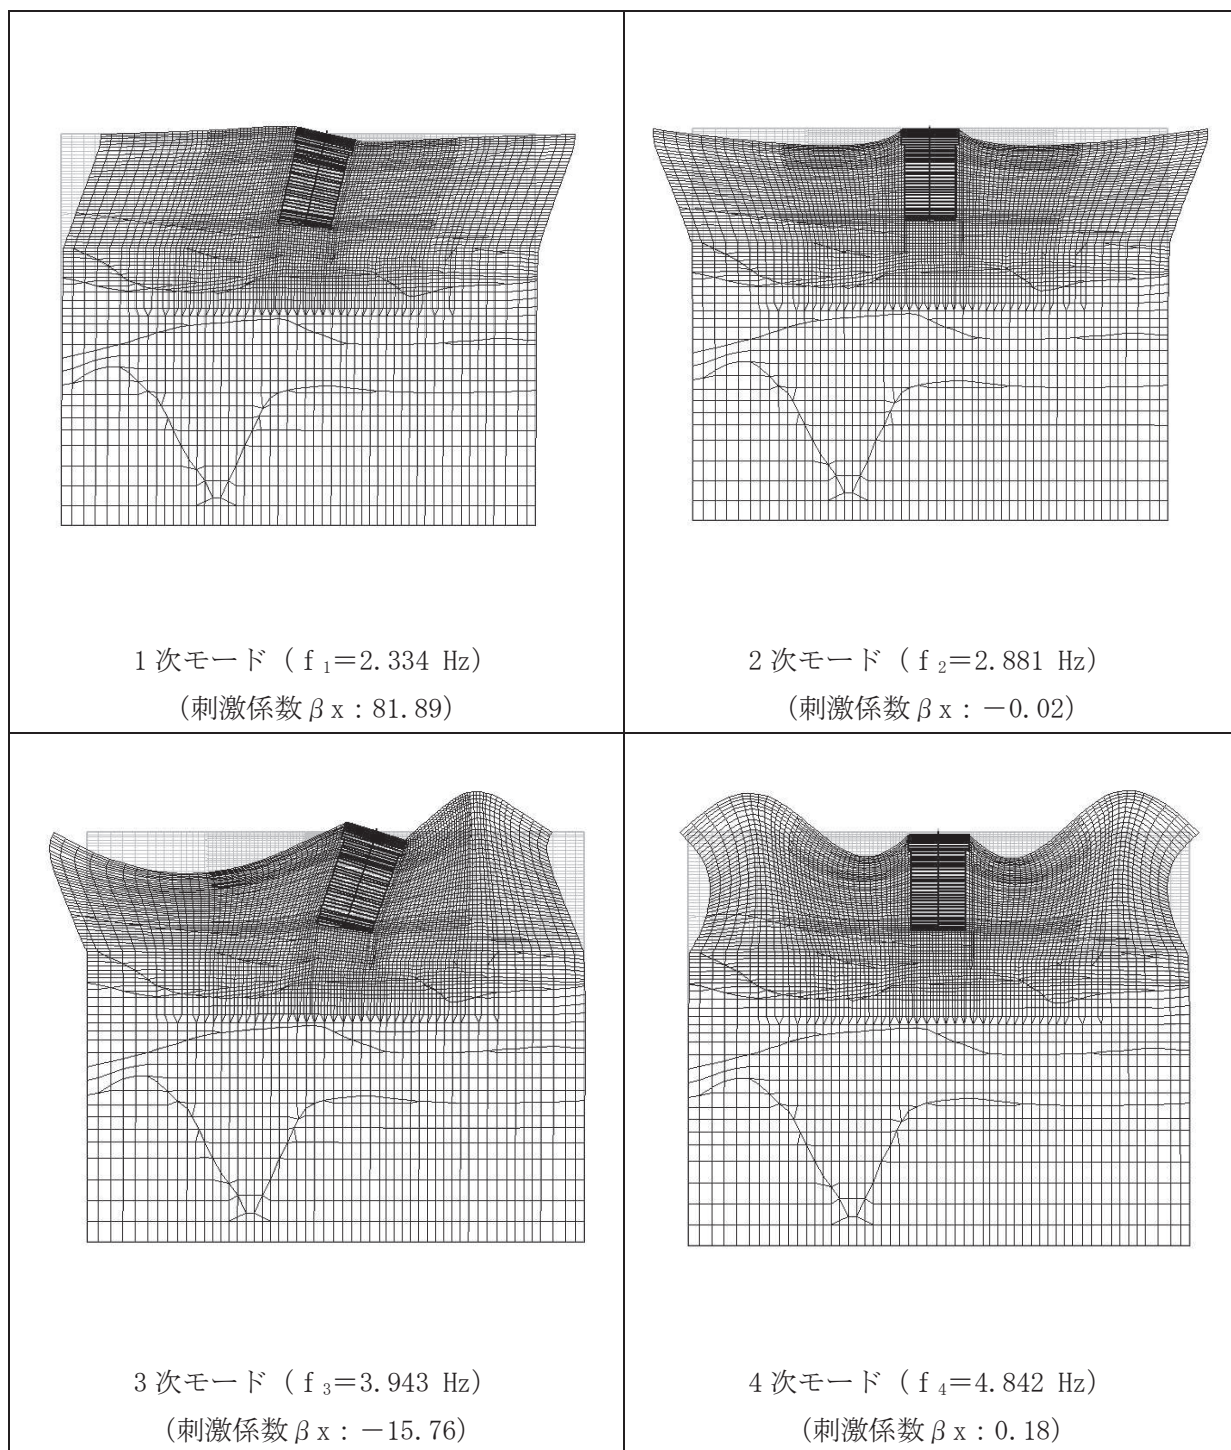 1次モード(f₁=2.334 Hz)
(刺激係数βx:81.89)
2次モード(f₂=2.881 Hz)
(刺激係数βx:-0.02)
3次モード(f₃=3.943 Hz)
(刺激係数βx:-15.76)
4次モード(f₄=4.842 Hz)
(刺激係数βx:0.18)